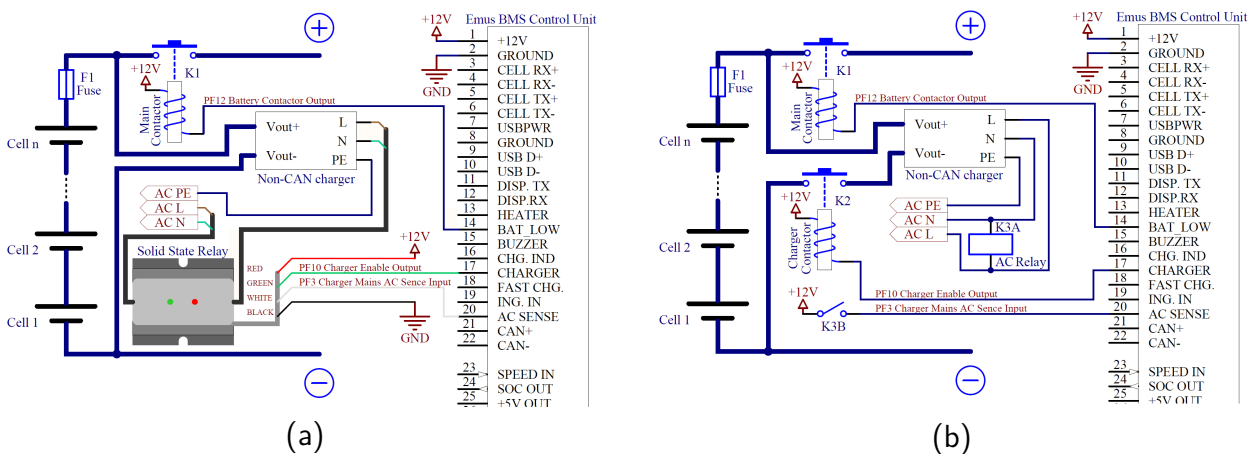 Emus BMS Control Unit
+12V
1 +12V
2 GROUND
3 CELL RX+
4 CELL RX-
5 CELL TX+
6 CELL TX-
7 USBPWR
8 GROUND
9 USB D+
10 USB D-
11 DISP. TX
12 DISP.RX
13 HEATER
14 BAT_LOW
15 BUZZER
16 CHG. IND
17 CHARGER
18 FAST CHG.
19 ING. IN
20 AC SENSE
21 CAN+
22 CAN-
23 SPEED IN
24 SOC OUT
25 +5V OUT
GND
F1
Fuse
+12V
K1
Main
Contactor
PF12 Battery Contactor Output
Cell n
Vout+
Vout-
L
N
PE
Non-CAN charger
AC PE
AC L
AC N
Cell 2
Solid State Relay
+12V
RED
GREEN
WHITE
BLACK
PF10 Charger Enable Output
PF3 Charger Mains AC Sence Input
GND
Cell 1
(a)
Emus BMS Control Unit
+12V
1 +12V
2 GROUND
3 CELL RX+
4 CELL RX-
5 CELL TX+
6 CELL TX-
7 USBPWR
8 GROUND
9 USB D+
10 USB D-
11 DISP. TX
12 DISP.RX
13 HEATER
14 BAT_LOW
15 BUZZER
16 CHG. IND
17 CHARGER
18 FAST CHG.
19 ING. IN
20 AC SENSE
21 CAN+
22 CAN-
23 SPEED IN
24 SOC OUT
25 +5V OUT
GND
F1
Fuse
+12V
K1
Main
Contactor
PF12 Battery Contactor Output
Cell n
Vout+
Vout-
L
N
PE
Non-CAN charger
K2
+12V
Charger
Contactor
AC PE
AC N
AC L
K3A
AC Relay
Cell 2
PF10 Charger Enable Output
+12V
K3B
PF3 Charger Mains AC Sence Input
Cell 1
(b)